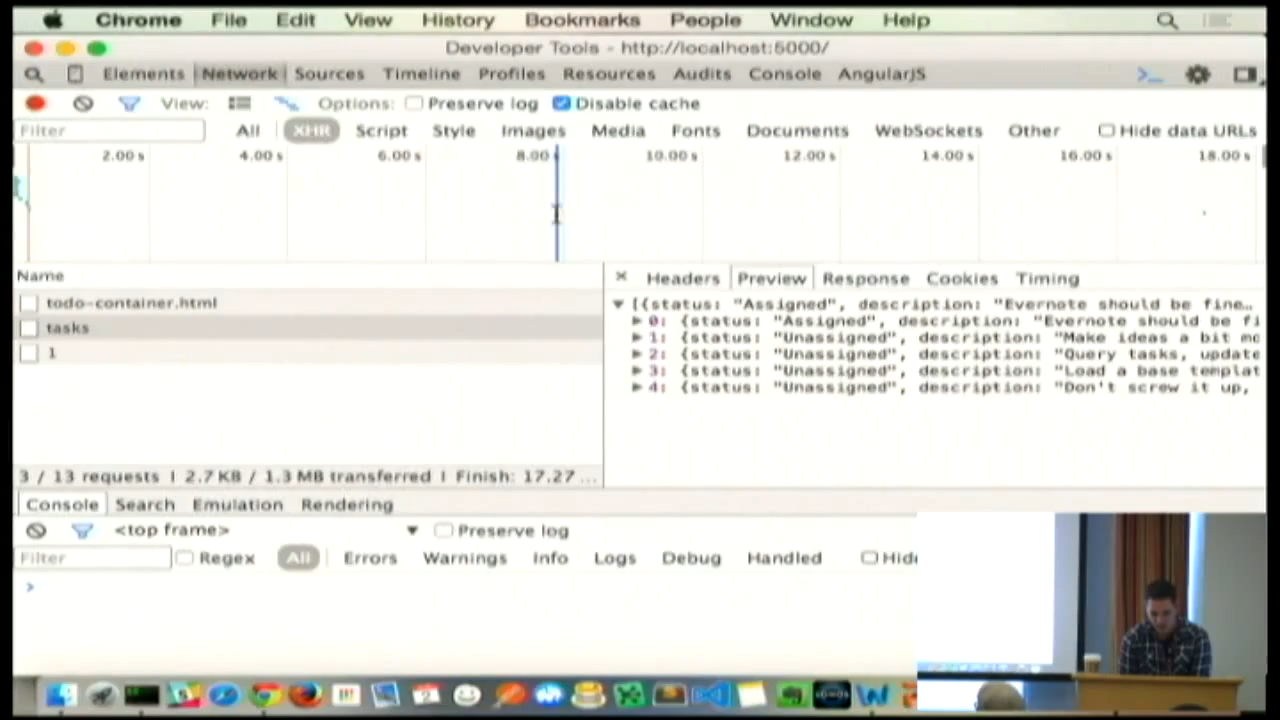 Chrome File Edit View History Bookmarks People Window Help
Developer Tools - http://localhost:5000/
Elements Network Sources Timeline Profiles Resources Audits Console AngularJS
View: Options: Preserve log Disable cache
Filter All XHR Script Style Images Media Fonts Documents WebSockets Other Hide data URLs
2.00 s 4.00 s 6.00 s 8.00 s 10.00 s 12.00 s 14.00 s 16.00 s 18.00 s
Name
todo-container.html
tasks
1
3 / 13 requests | 2.7 KB / 1.3 MB transferred | Finish: 17.27 ...
× Headers Preview Response Cookies Timing
▼ [{status: "Assigned", description: "Evernote should be fine…
▶ 0: {status: "Assigned", description: "Evernote should be fi
▶ 1: {status: "Unassigned", description: "Make ideas a bit mo
▶ 2: {status: "Unassigned", description: "Query tasks, update
▶ 3: {status: "Unassigned", description: "Load a base templat
▶ 4: {status: "Unassigned", description: "Don't screw it up,
Console Search Emulation Rendering
<top frame> ▼ Preserve log
Filter Regex All Errors Warnings Info Logs Debug Handled Hide
>
SONOS